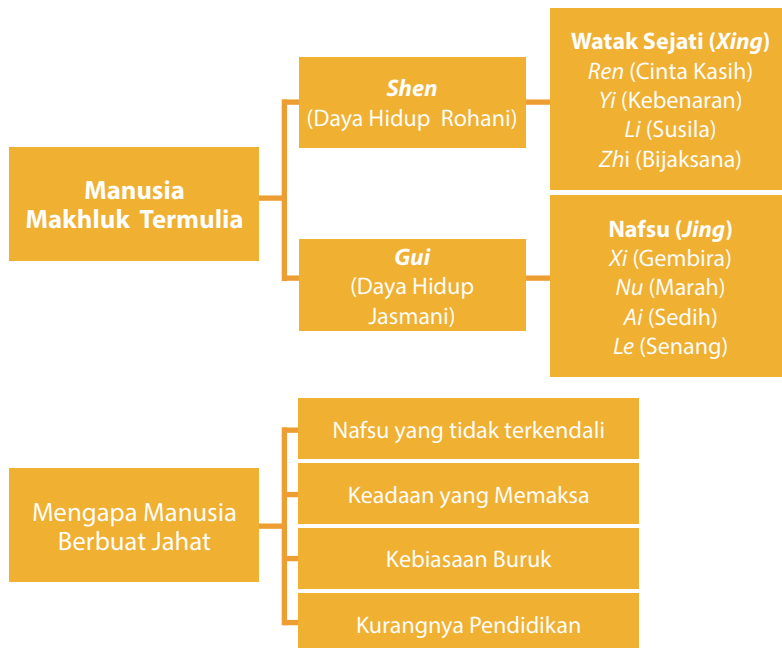 Manusia
Makhluk Termulia
Shen
(Daya Hidup Rohani)
Watak Sejati (Xing)
Ren (Cinta Kasih)
Yi (Kebenaran)
Li (Susila)
Zhi (Bijaksana)
Gui
(Daya Hidup
Jasmani)
Nafsu (Jing)
Xi (Gembira)
Nu (Marah)
Ai (Sedih)
Le (Senang)
Mengapa Manusia
Berbuat Jahat
Nafsu yang tidak terkendali
Keadaan yang Memaksa
Kebiasaan Buruk
Kurangnya Pendidikan